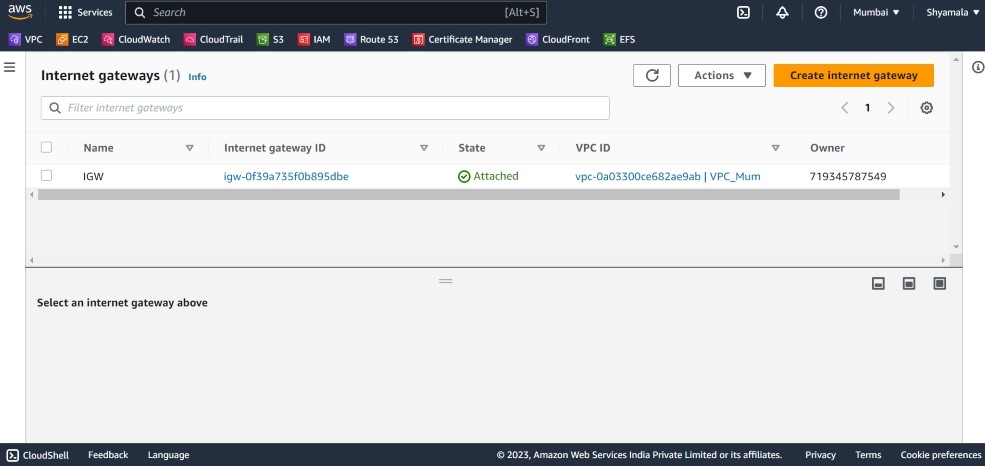 aws Services Search [Alt+S] Mumbai ▼ Shyamala ▼
VPC EC2 CloudWatch CloudTrail S3 IAM Route 53 Certificate Manager CloudFront EFS
Internet gateways (1) Info Actions ▼ Create internet gateway
Filter internet gateways 1
Name Internet gateway ID State VPC ID Owner
IGW igw-0f39a735f0b895dbe Attached vpc-0a03300ce682ae9ab | VPC_Mum 719345787549
Select an internet gateway above
CloudShell Feedback Language © 2023, Amazon Web Services India Private Limited or its affiliates. Privacy Terms Cookie preferences